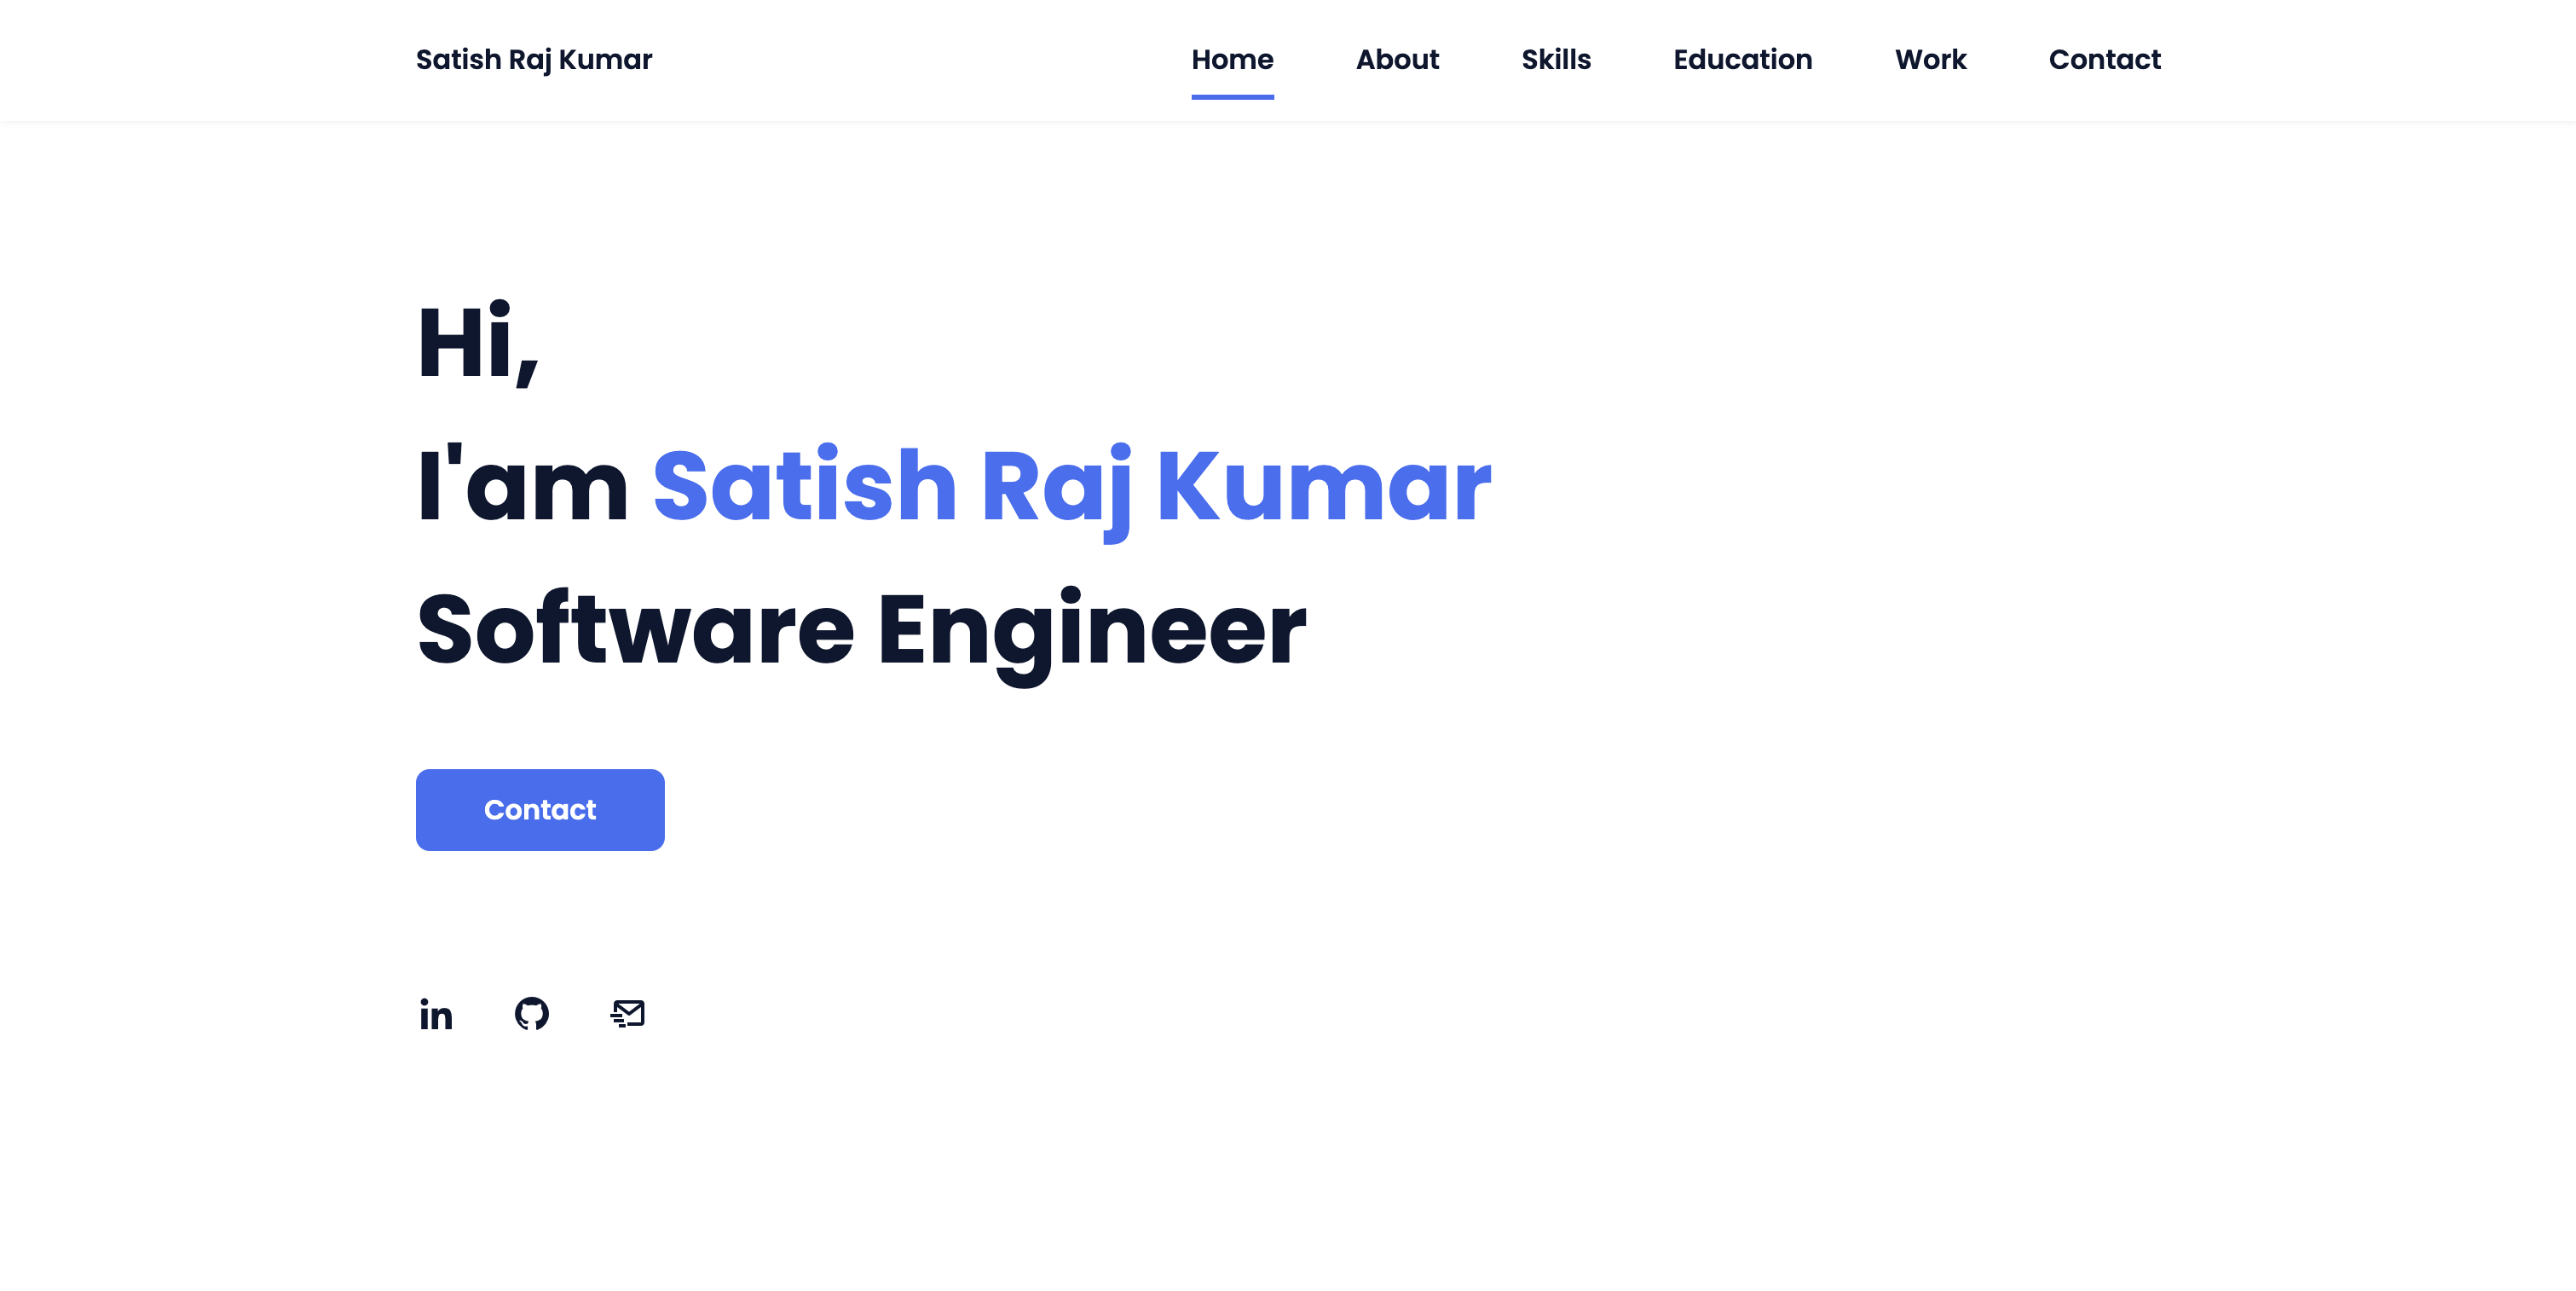 Satish Raj Kumar
Home About Skills Education Work Contact
Hi,
I'am Satish Raj Kumar
Software Engineer
Contact
in